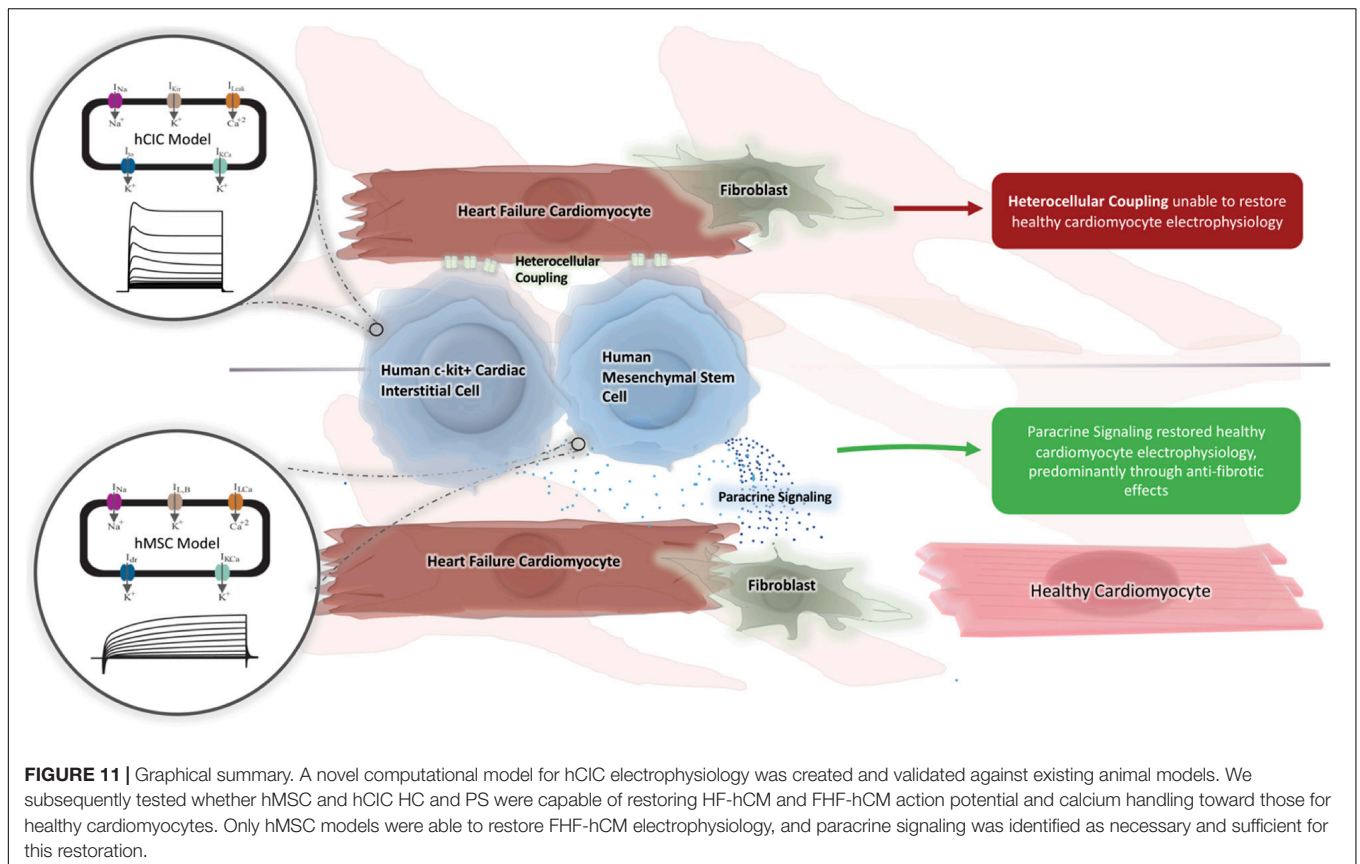 I_Na
I_Kir
I_Leak
Na+
K+
Ca+2
hCIC Model
I_KCa
K+
K+
Heart Failure Cardiomyocyte
Fibroblast
Heterocellular
Coupling
Heterocellular Coupling unable to restore
healthy cardiomyocyte electrophysiology
Human c-kit+ Cardiac
Interstitial Cell
Human
Mesenchymal Stem
Cell
Paracrine Signaling restored healthy
cardiomyocyte electrophysiology,
predominantly through anti-fibrotic
effects
Paracrine Signaling
I_Na
I_L,B
I_LCa
Na+
K+
Ca+2
hMSC Model
I_dr
I_KCa
K+
K+
Heart Failure Cardiomyocyte
Fibroblast
Healthy Cardiomyocyte
FIGURE 11 | Graphical summary. A novel computational model for hCIC electrophysiology was created and validated against existing animal models. We
subsequently tested whether hMSC and hCIC HC and PS were capable of restoring HF-hCM and FHF-hCM action potential and calcium handling toward those for
healthy cardiomyocytes. Only hMSC models were able to restore FHF-hCM electrophysiology, and paracrine signaling was identified as necessary and sufficient for
this restoration.